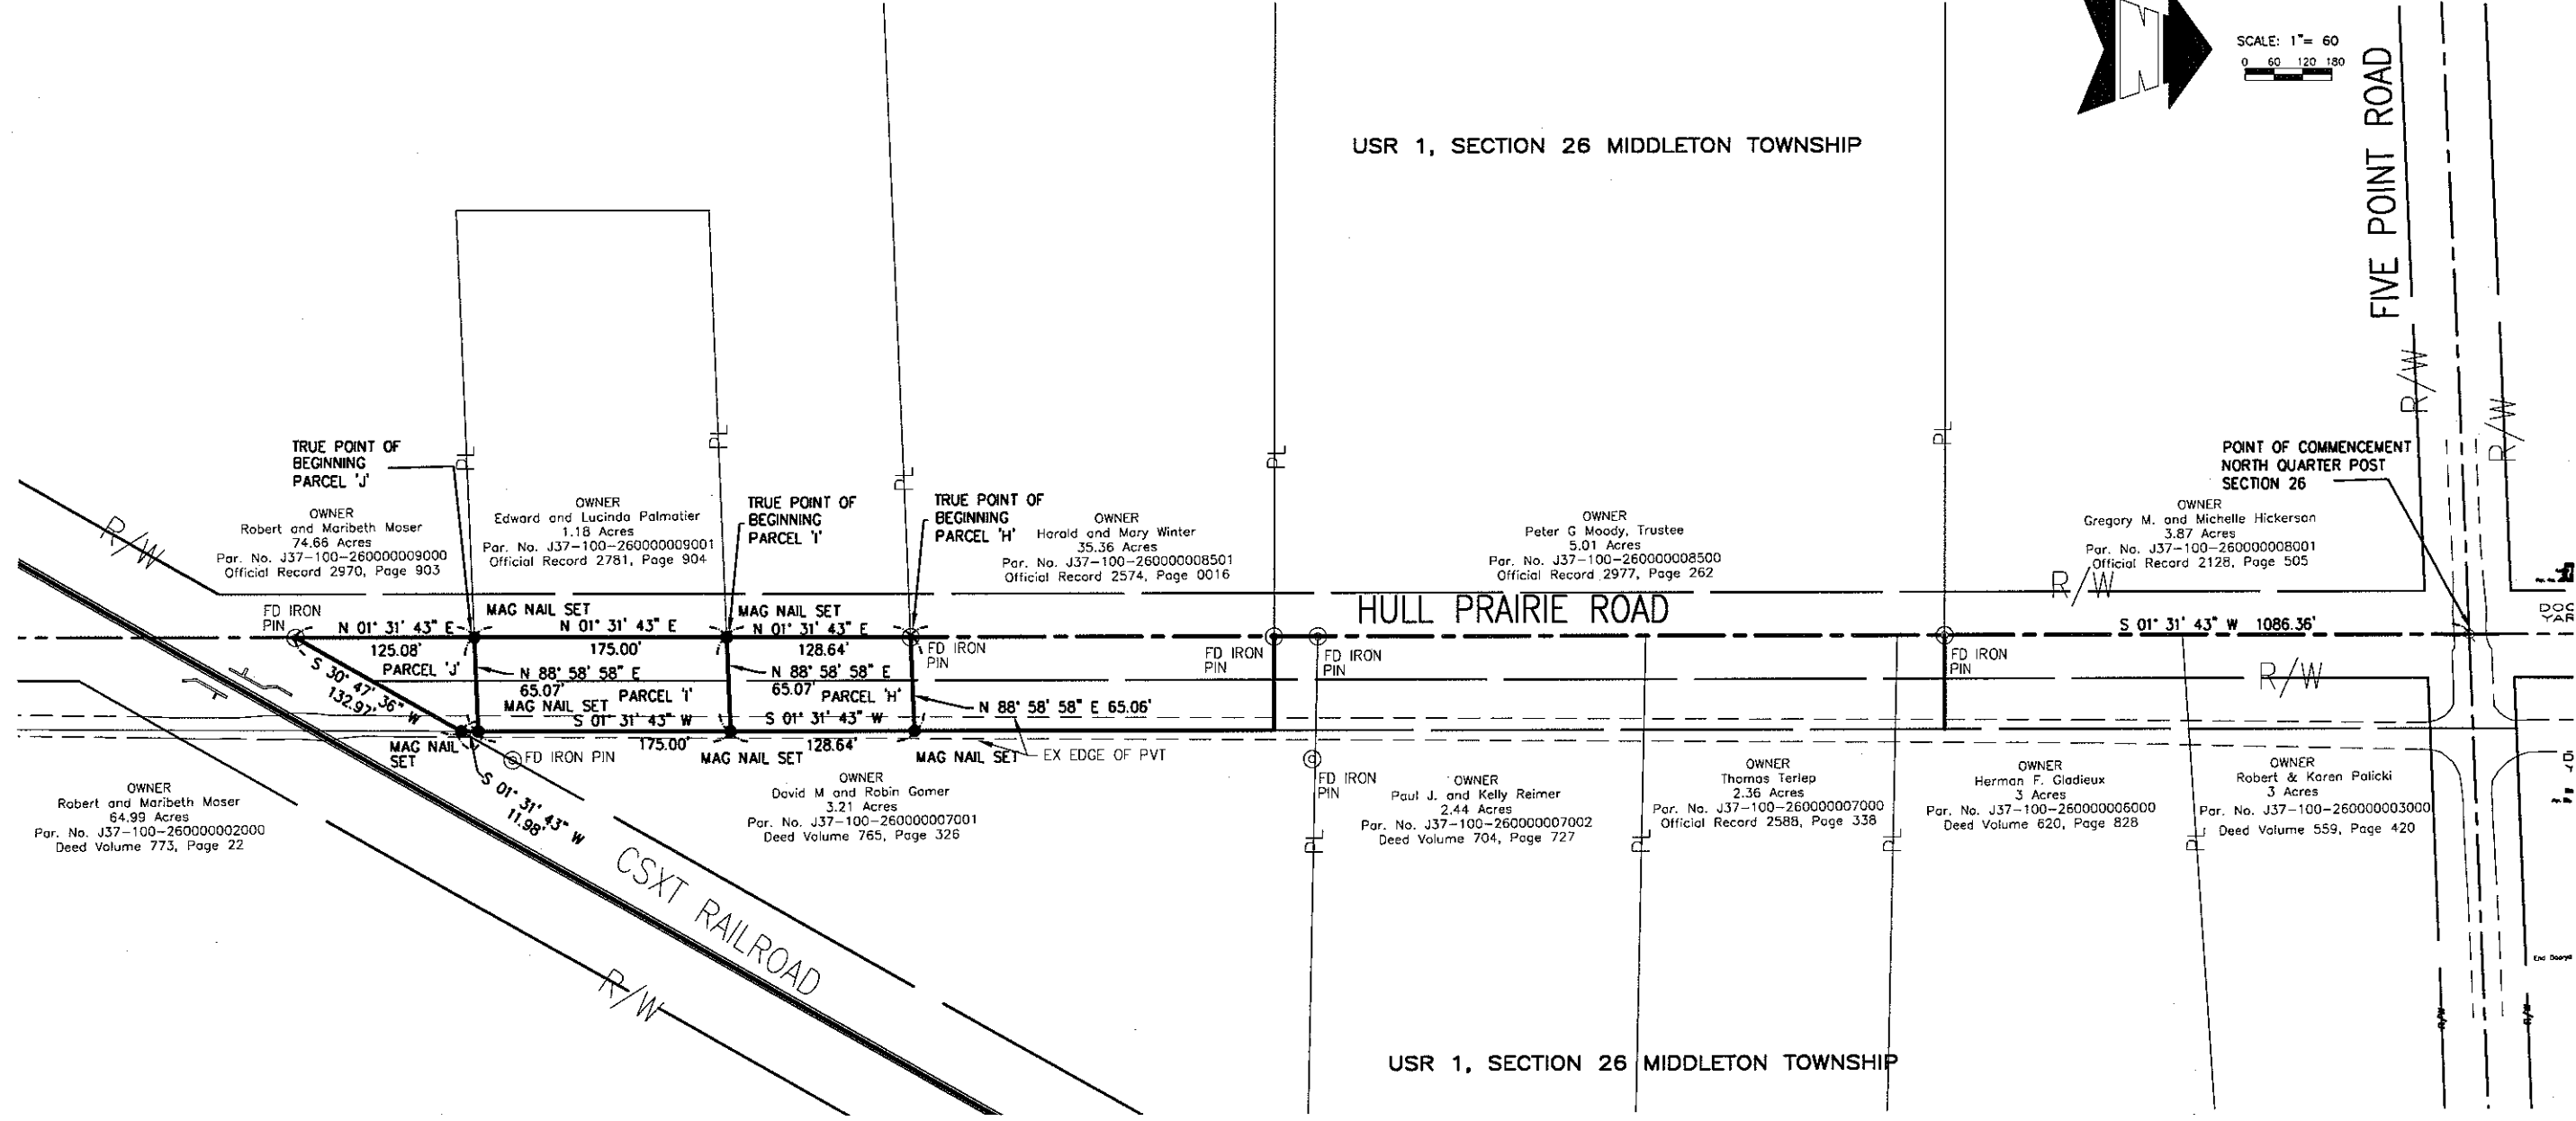 SCALE: 1"= 60
0 60 120 180
FIVE POINT ROAD
USR 1, SECTION 26 MIDDLETON TOWNSHIP
R/W
R/W
PL
PL
PL
PL
PL
TRUE POINT OF
BEGINNING
PARCEL 'J'
OWNER
Robert and Maribeth Moser
74.66 Acres
Par. No. J37-100-260000009000
Official Record 2970, Page 903
OWNER
Edward and Lucinda Palmatier
1.18 Acres
Par. No. J37-100-260000009001
Official Record 2781, Page 904
TRUE POINT OF
BEGINNING
PARCEL 'I'
TRUE POINT OF
BEGINNING
PARCEL 'H'
OWNER
Harold and Mary Winter
35.36 Acres
Par. No. J37-100-260000008501
Official Record 2574, Page 0016
OWNER
Peter G Moody, Trustee
5.01 Acres
Par. No. J37-100-260000008500
Official Record 2977, Page 262
POINT OF COMMENCEMENT
NORTH QUARTER POST
SECTION 26
OWNER
Gregory M. and Michelle Hickerson
3.87 Acres
Par. No. J37-100-260000008001
Official Record 2128, Page 505
R/W
R/W
HULL PRAIRIE ROAD
FD IRON
PIN
MAG NAIL SET
MAG NAIL SET
N 01° 31' 43" E
125.08'
N 01° 31' 43" E
175.00'
N 01° 31' 43" E
128.64'
FD IRON
PIN
FD IRON
PIN
FD IRON
PIN
FD IRON
PIN
S 01° 31' 43" W 1086.36'
R/W
PARCEL 'J'
S 30° 47' 36" W
132.97'
N 88° 58' 58" E
65.07'
PARCEL 'I'
N 88° 58' 58" E
65.07'
PARCEL 'H'
N 88° 58' 58" E 65.06'
MAG NAIL SET
S 01° 31' 43" W
175.00'
S 01° 31' 43" W
128.64'
MAG NAIL
SET
FD IRON PIN
MAG NAIL SET
MAG NAIL SET
EX EDGE OF PVT
S 01° 31' 43" W
11.98'
FD IRON
PIN
OWNER
Robert and Maribeth Moser
64.99 Acres
Par. No. J37-100-260000002000
Deed Volume 773, Page 22
OWNER
David M and Robin Gamer
3.21 Acres
Par. No. J37-100-260000007001
Deed Volume 765, Page 326
OWNER
Paul J. and Kelly Reimer
2.44 Acres
Par. No. J37-100-260000007002
Deed Volume 704, Page 727
OWNER
Thomas Terlep
2.36 Acres
Par. No. J37-100-260000007000
Official Record 2588, Page 338
OWNER
Herman F. Gladieux
3 Acres
Par. No. J37-100-260000006000
Deed Volume 620, Page 828
OWNER
Robert & Karen Palicki
3 Acres
Par. No. J37-100-260000003000
Deed Volume 559, Page 420
PL
PL
PL
PL
CSXT RAILROAD
R/W
R/W
R/W
USR 1, SECTION 26 MIDDLETON TOWNSHIP